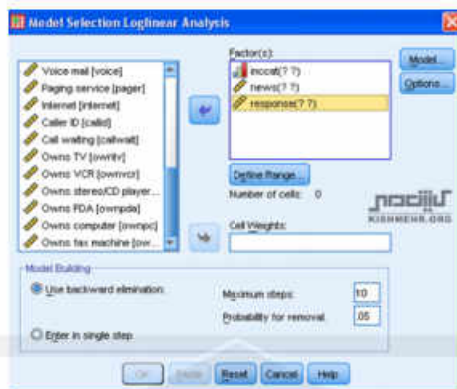 Model Selection Loglinear Analysis
Voice mail [voice]
Paging service [pager]
Internet [internet]
Caller ID [callid]
Call waiting [callwait]
Owns TV [owntv]
Owns VCR [ownvcr]
Owns stereo/CD player...
Owns PDA [ownpda]
Owns computer [ownpc]
Owns fax machine [ow...
Factor(s):
inccat(? ?)
news(? ?)
response(? ?)
Model...
Options...
Define Range...
Number of cells: 0
KISHMEHR.ORG
Cell Weights:
Model Building
Use backward elimination:
Maximum steps: 10
Probability for removal: .05
Enter in single step
Reset
Cancel
Help